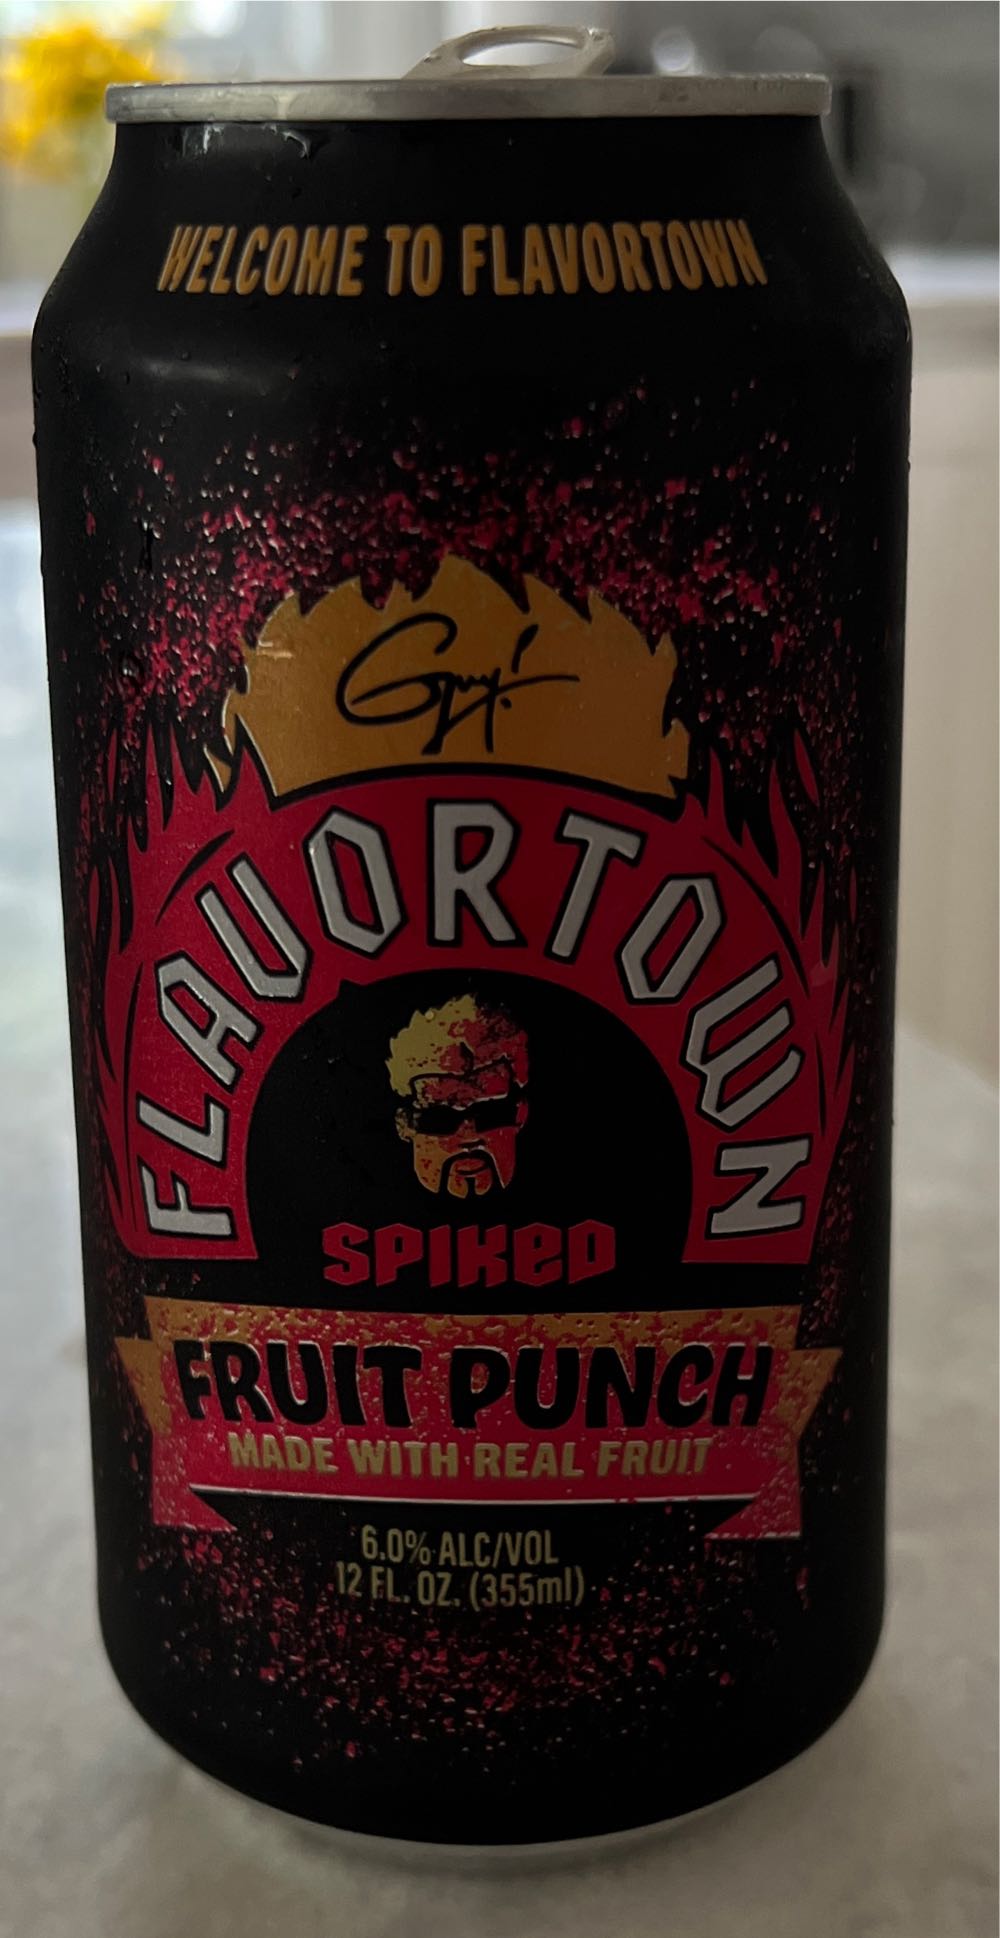 WELCOME TO FLAVORTOWN
Guy!
FLAVORTOWN
SPIKED
FRUIT PUNCH
MADE WITH REAL FRUIT
6.0% ALC/VOL
12 FL. OZ. (355ml)